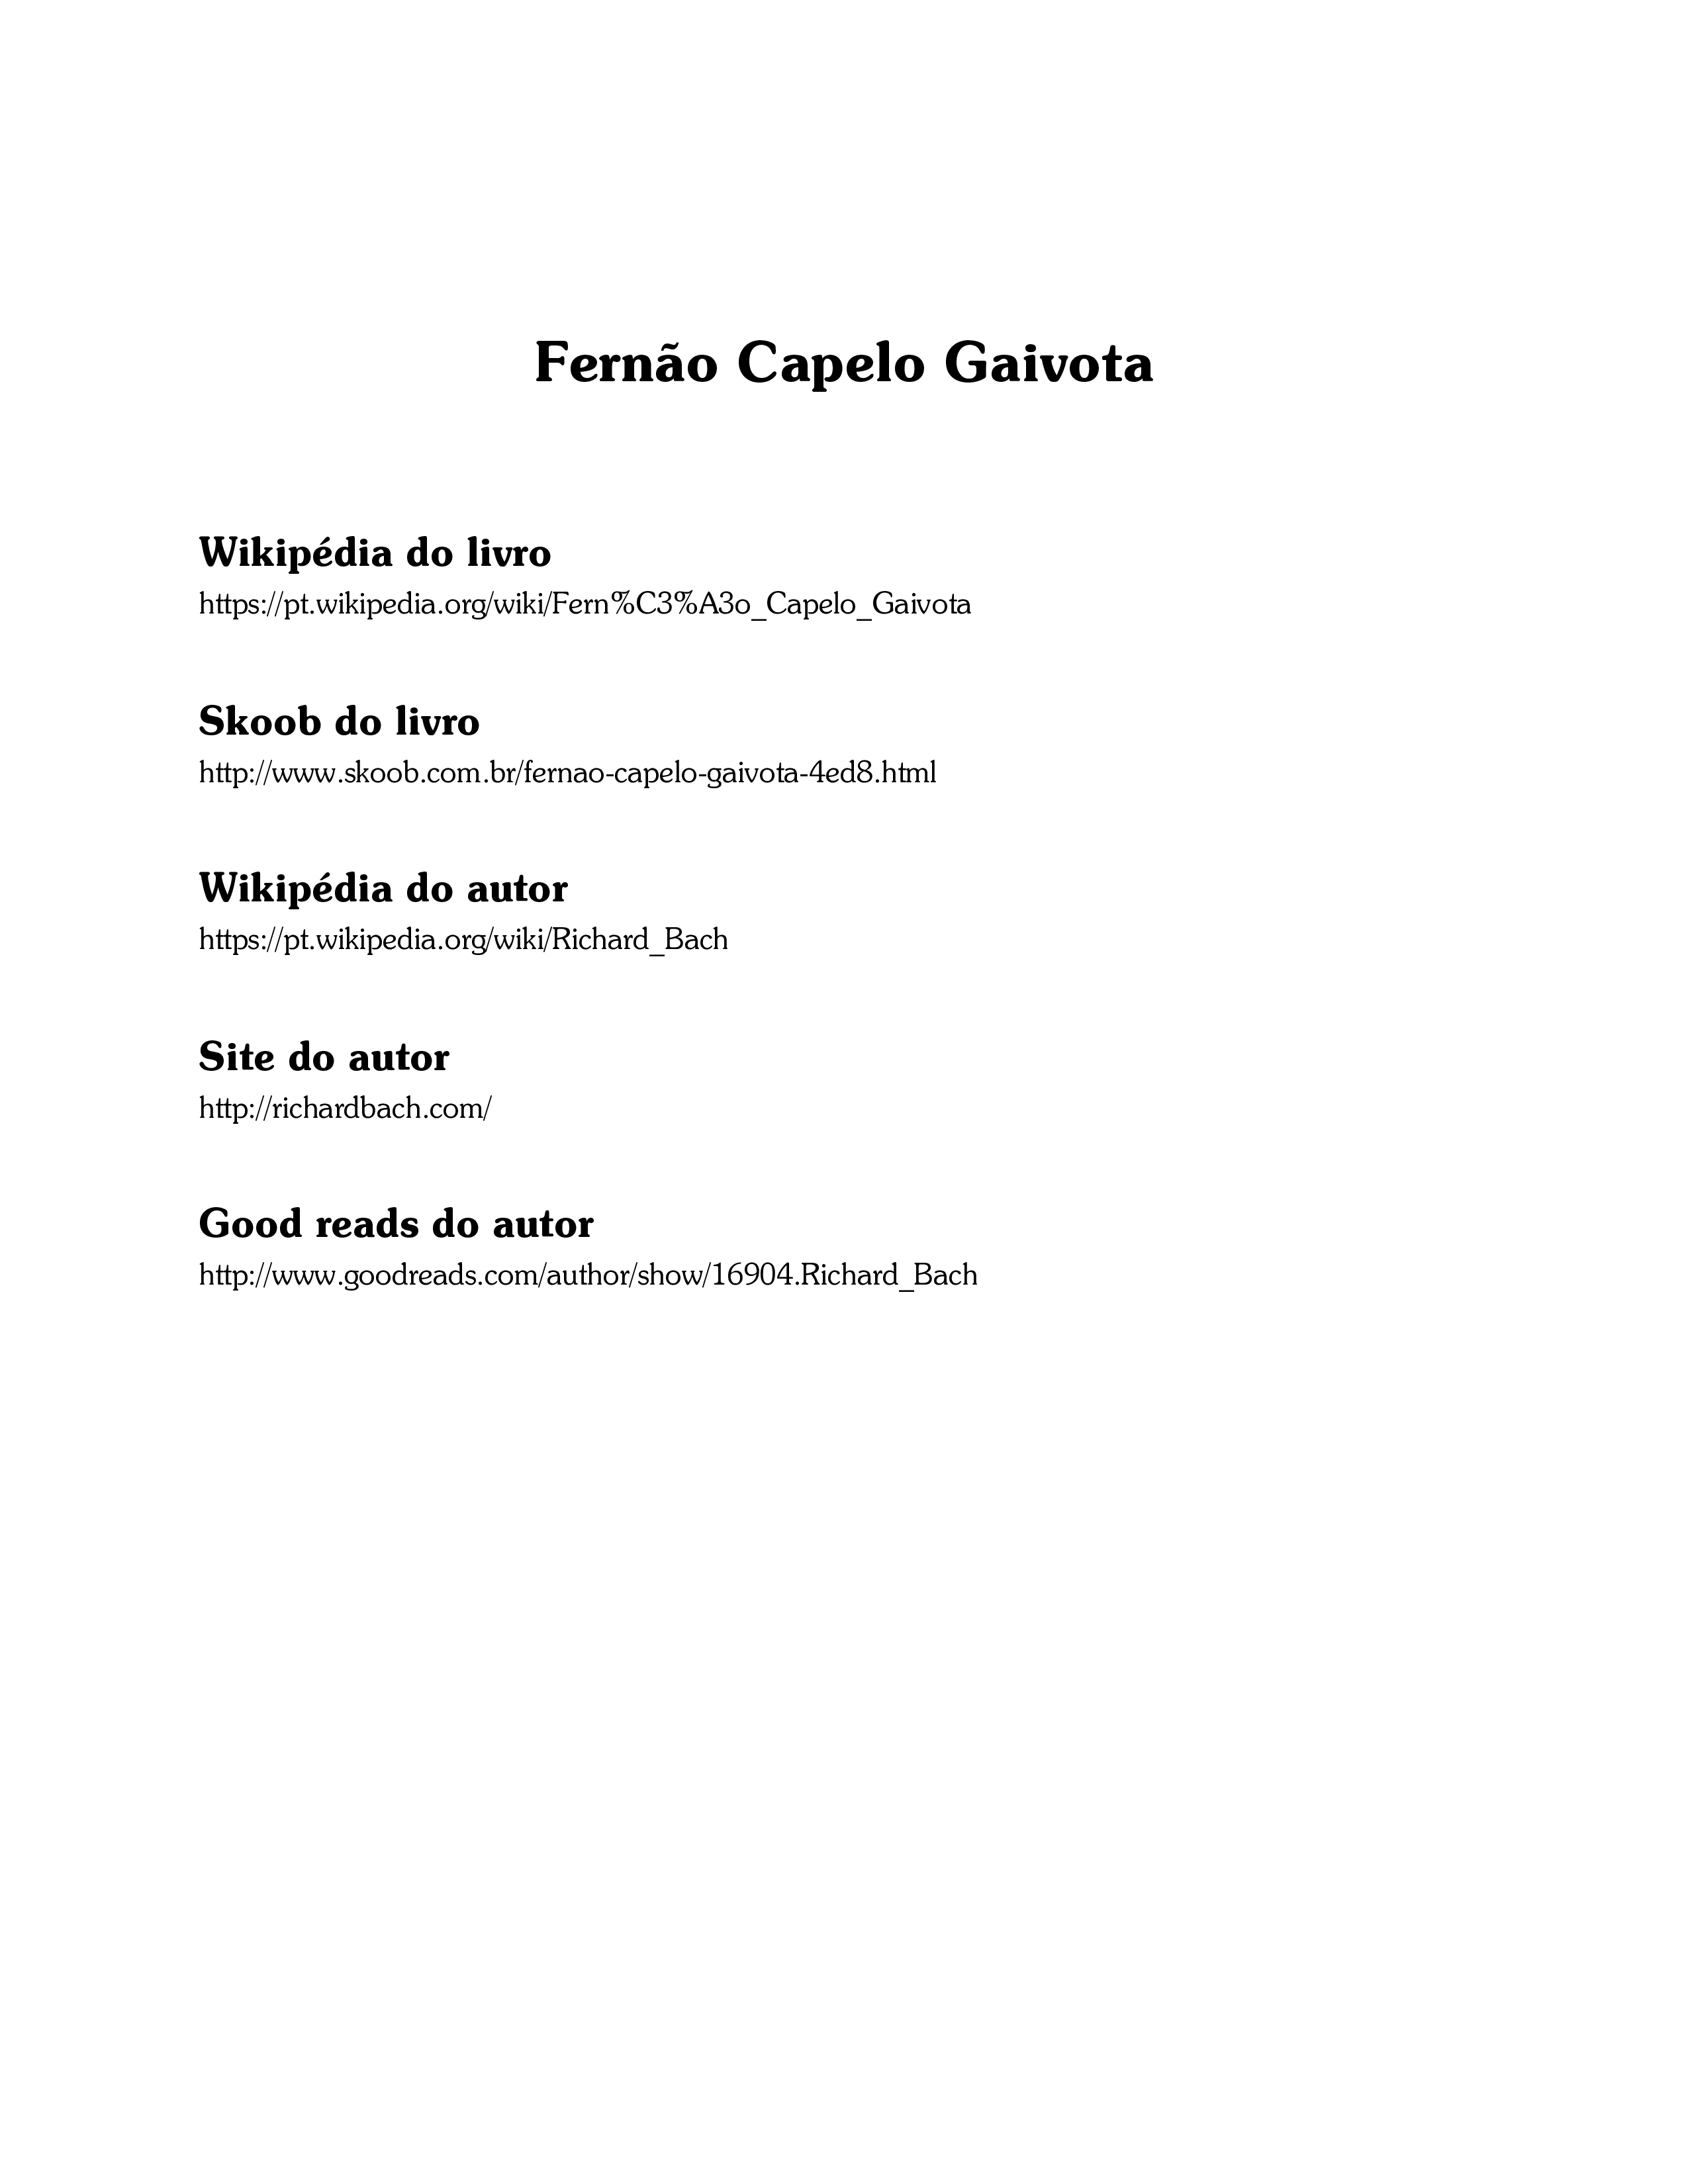 Fernão Capelo Gaivota
Wikipédia do livro
https://pt.wikipedia.org/wiki/Fern%C3%A3o_Capelo_Gaivota
Skoob do livro
http://www.skoob.com.br/fernao-capelo-gaivota-4ed8.html
Wikipédia do autor
https://pt.wikipedia.org/wiki/Richard_Bach
Site do autor
http://richardbach.com/
Good reads do autor
http://www.goodreads.com/author/show/16904.Richard_Bach